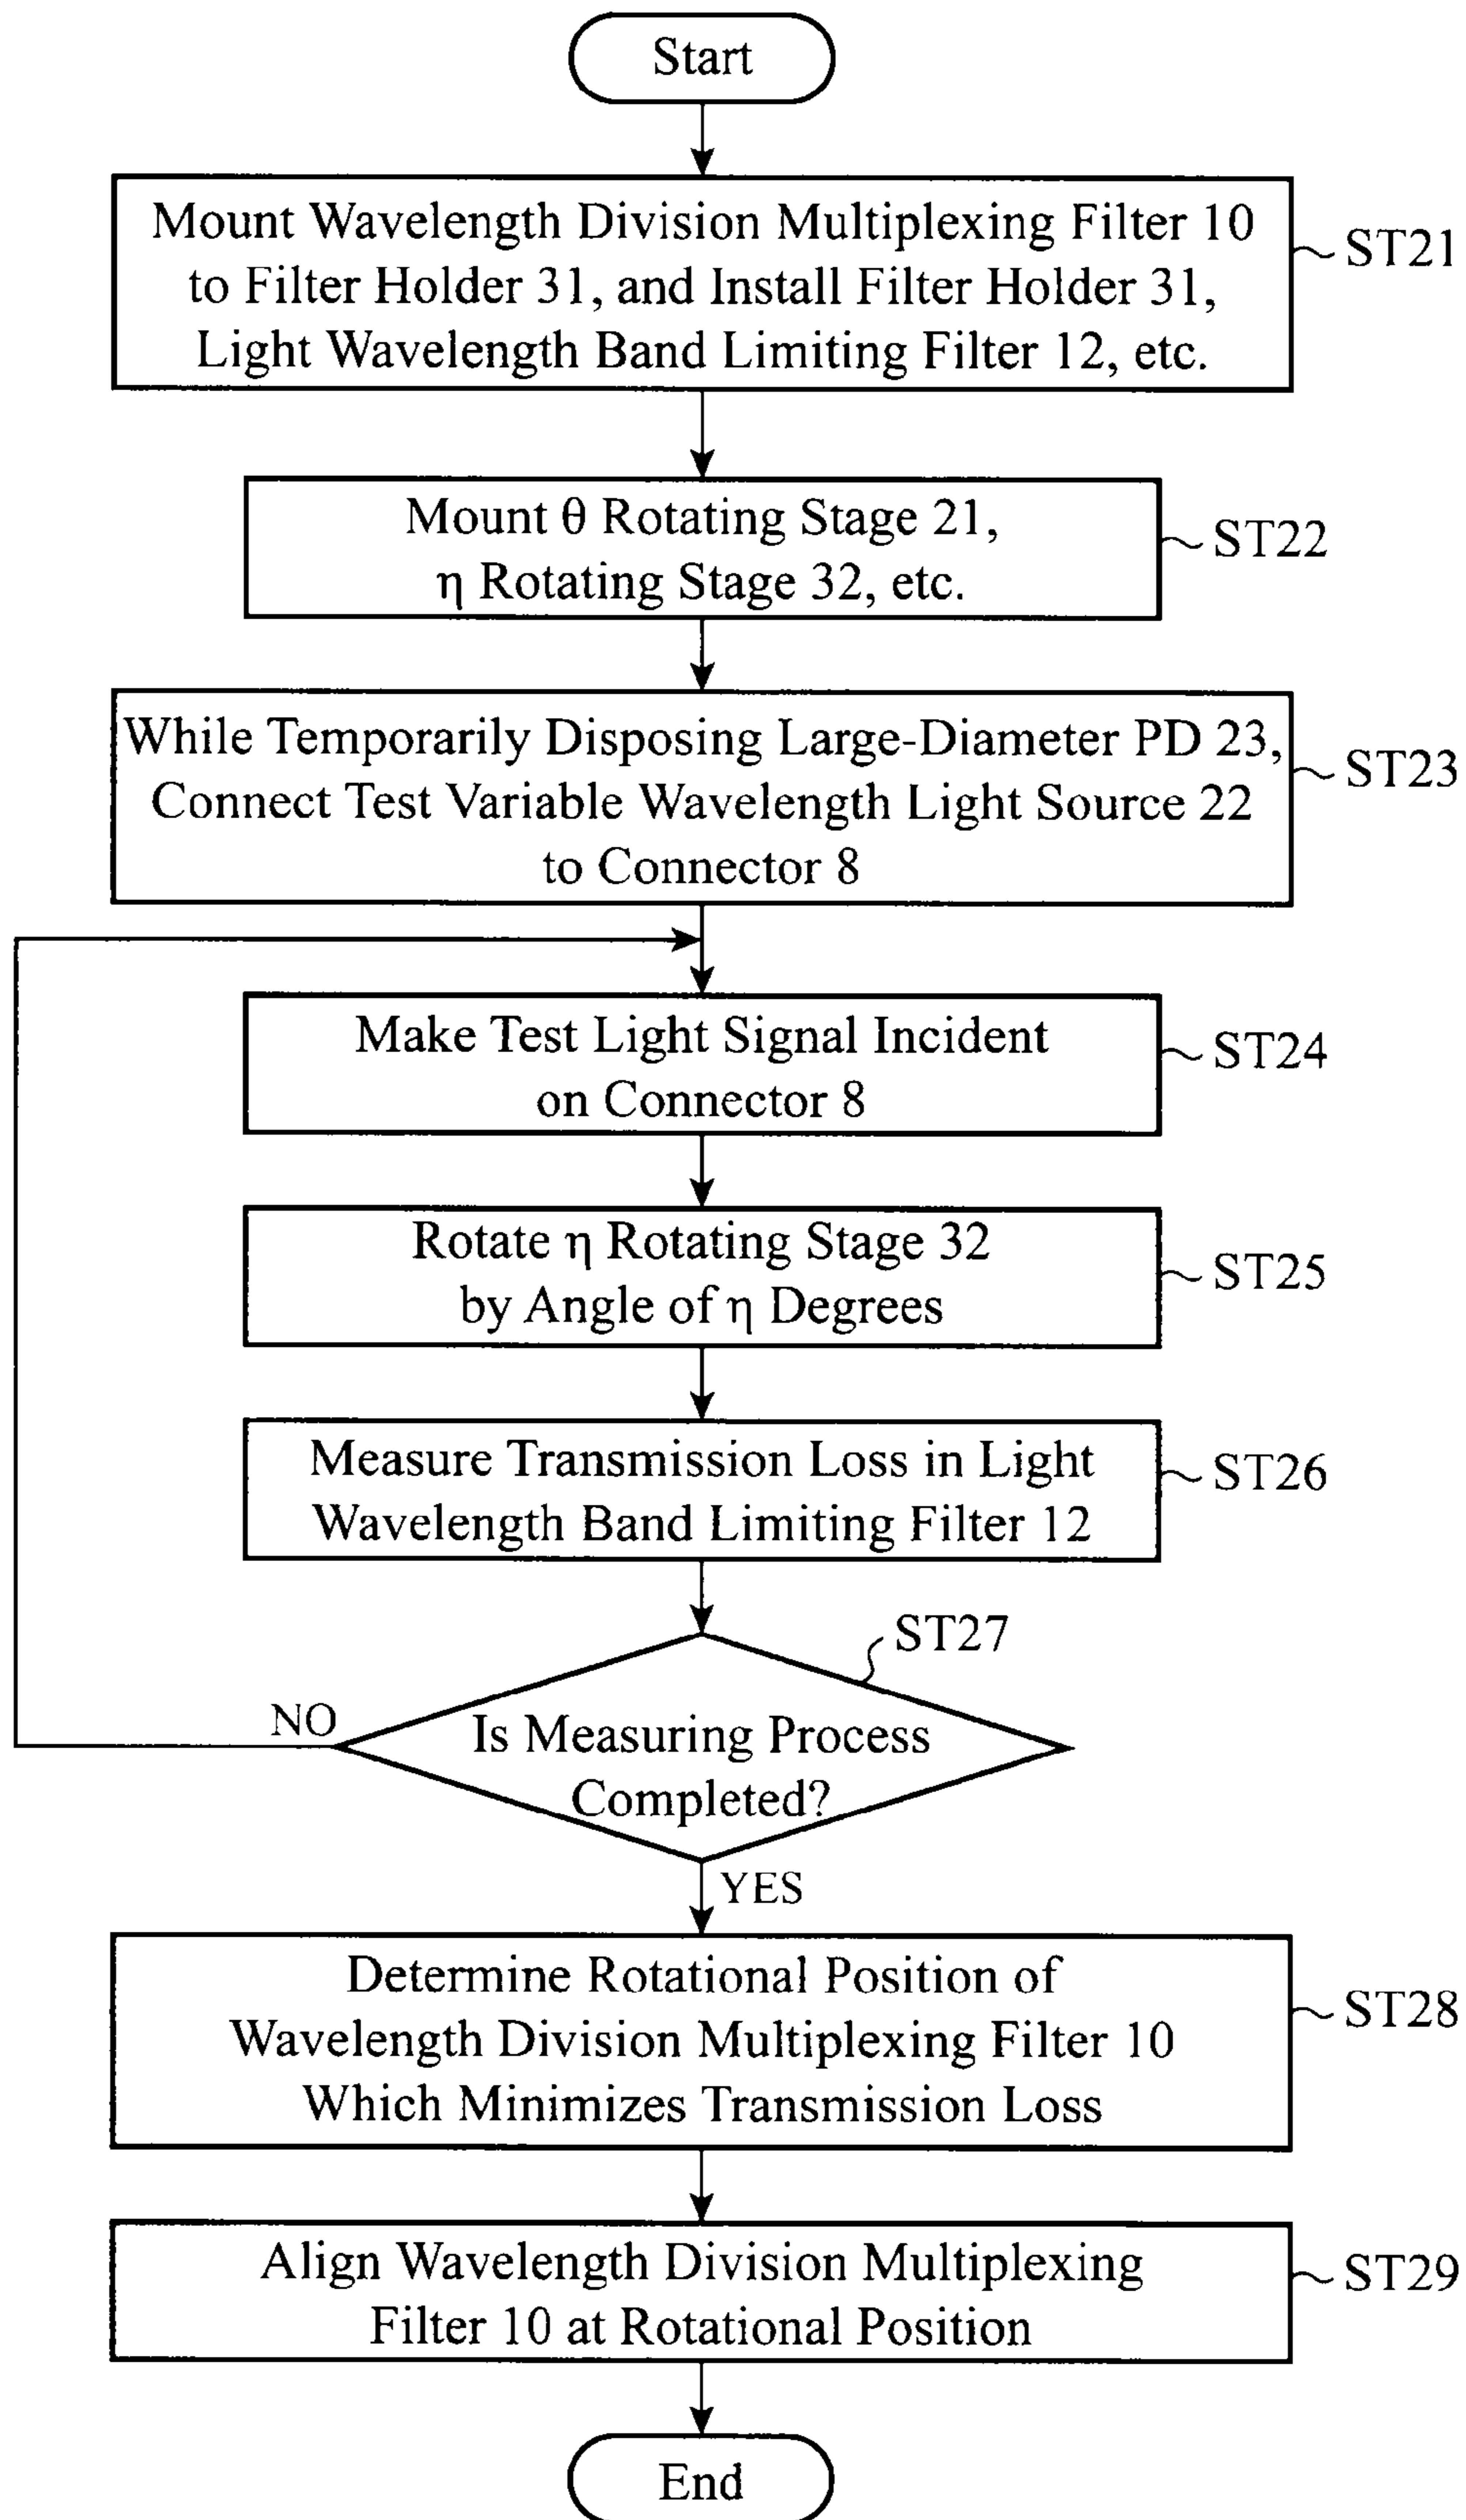 Start
Mount Wavelength Division Multiplexing Filter 10
to Filter Holder 31, and Install Filter Holder 31,
Light Wavelength Band Limiting Filter 12, etc.
ST21
Mount θ Rotating Stage 21,
η Rotating Stage 32, etc.
ST22
While Temporarily Disposing Large-Diameter PD 23,
Connect Test Variable Wavelength Light Source 22
to Connector 8
ST23
Make Test Light Signal Incident
on Connector 8
ST24
Rotate η Rotating Stage 32
by Angle of η Degrees
ST25
Measure Transmission Loss in Light
Wavelength Band Limiting Filter 12
ST26
ST27
NO
Is Measuring Process
Completed?
YES
Determine Rotational Position of
Wavelength Division Multiplexing Filter 10
Which Minimizes Transmission Loss
ST28
Align Wavelength Division Multiplexing
Filter 10 at Rotational Position
ST29
End